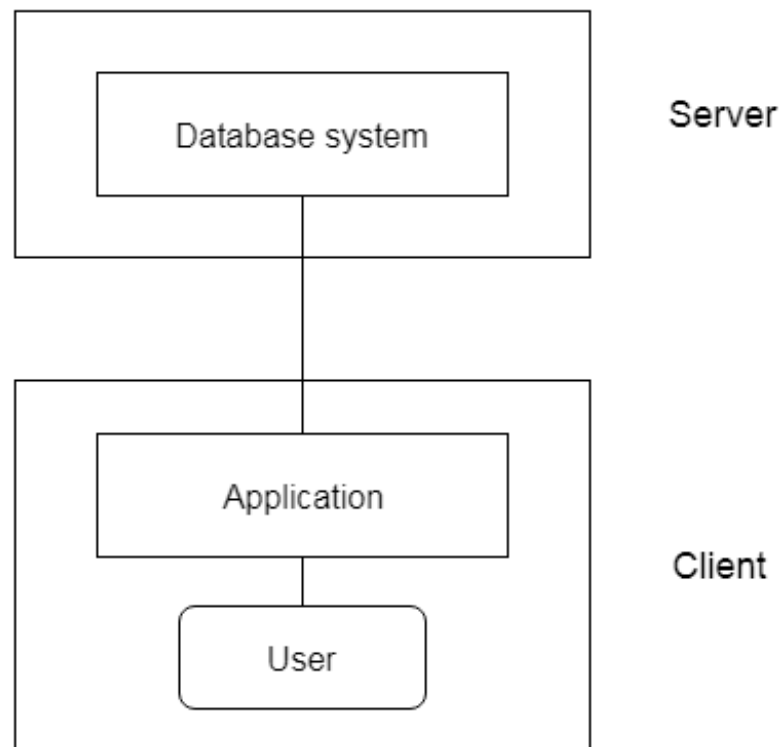 Database system
Server
Application
Client
User